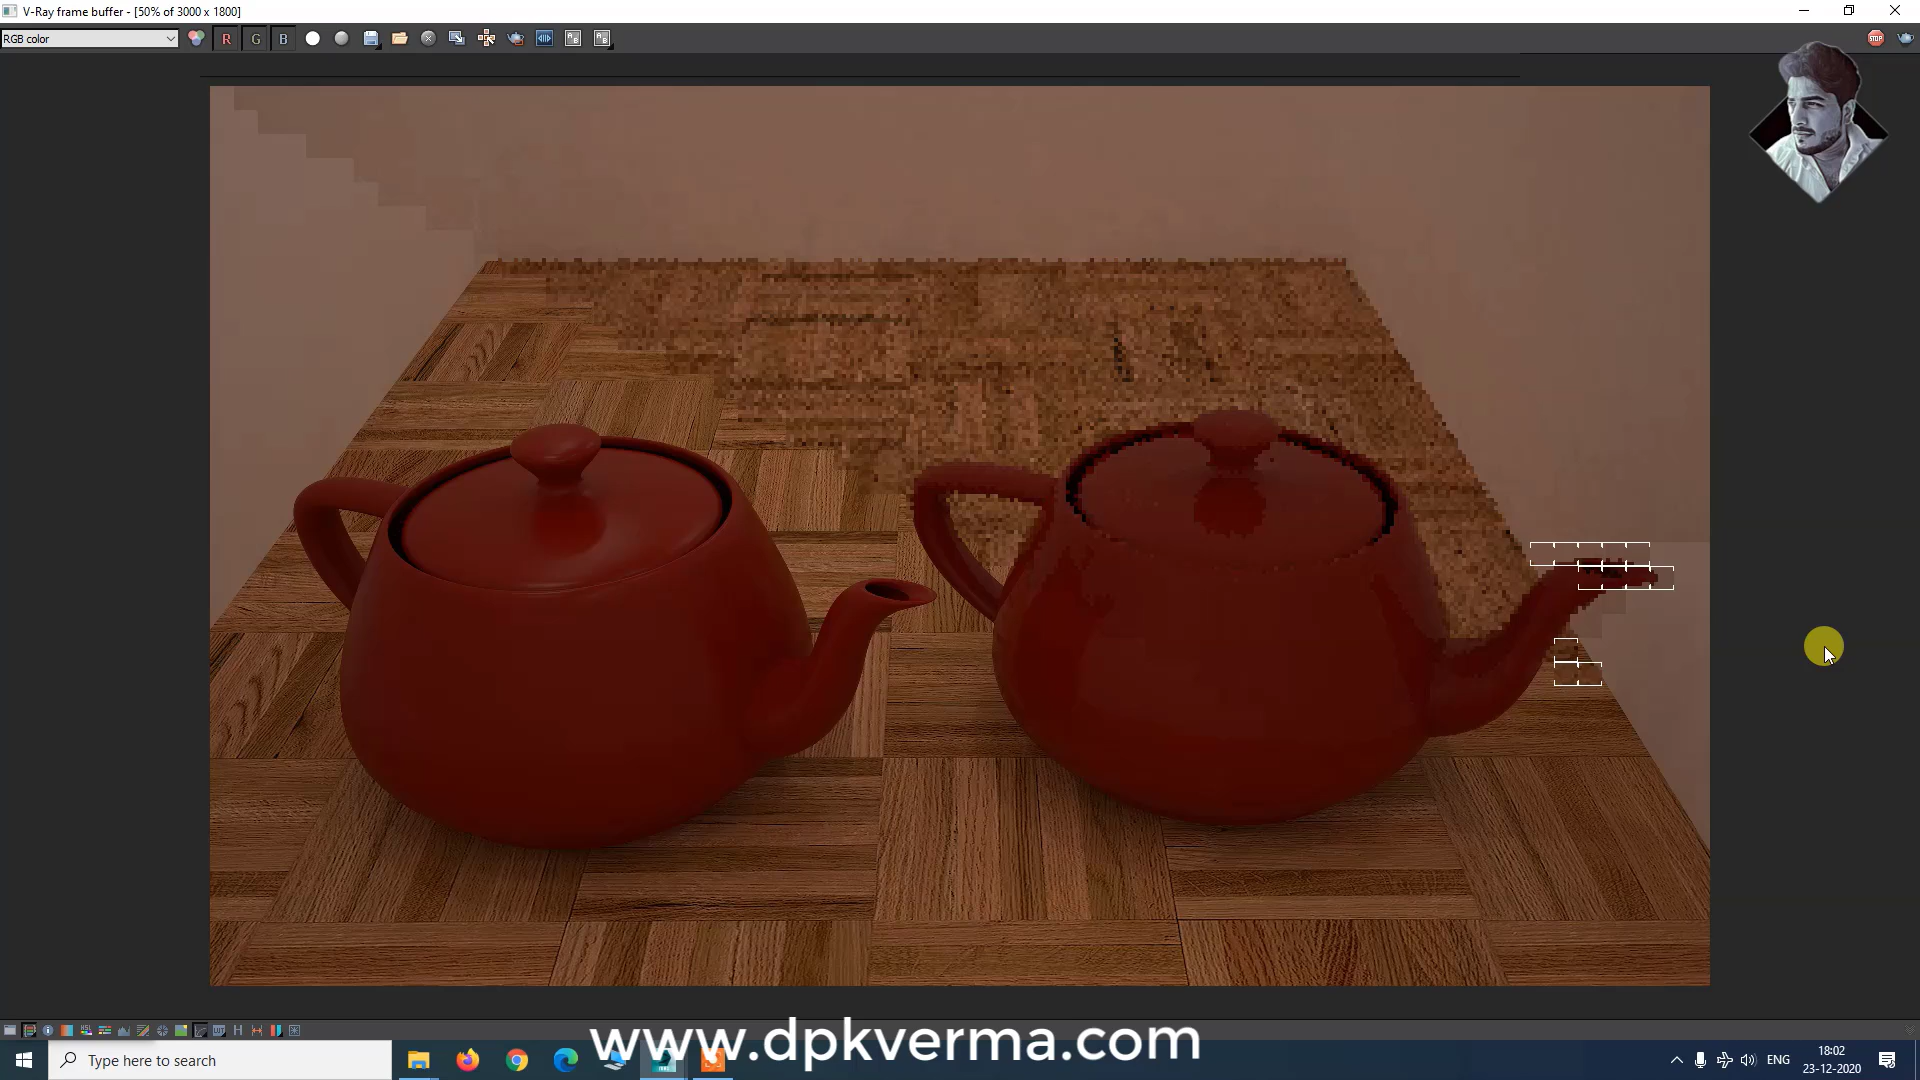 V-Ray frame buffer - [50% of 3000 x 1800]
RGB color
R G B
STOP
H
www.dpkverma.com
Type here to search
ENG
18:02
23-12-2020